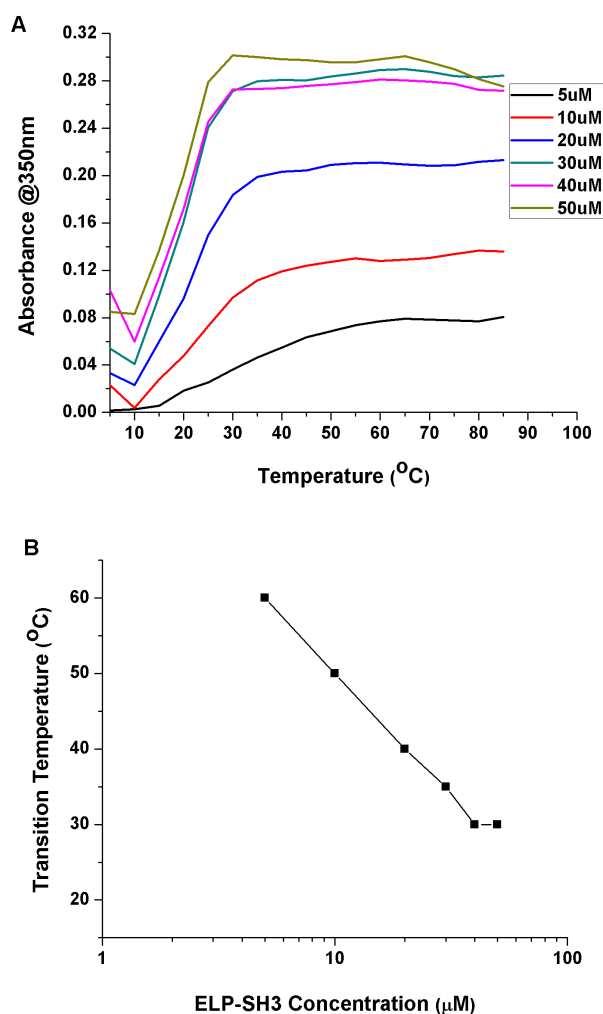 A
0.32
0.28
0.24
0.20
0.16
0.12
0.08
0.04
0.00
Absorbance @350nm
10 20 30 40 50 60 70 80 90 100
Temperature (°C)
5uM
10uM
20uM
30uM
40uM
50uM
B
60
50
40
30
20
Transition Temperature (°C)
1 10 100
ELP-SH3 Concentration (μM)